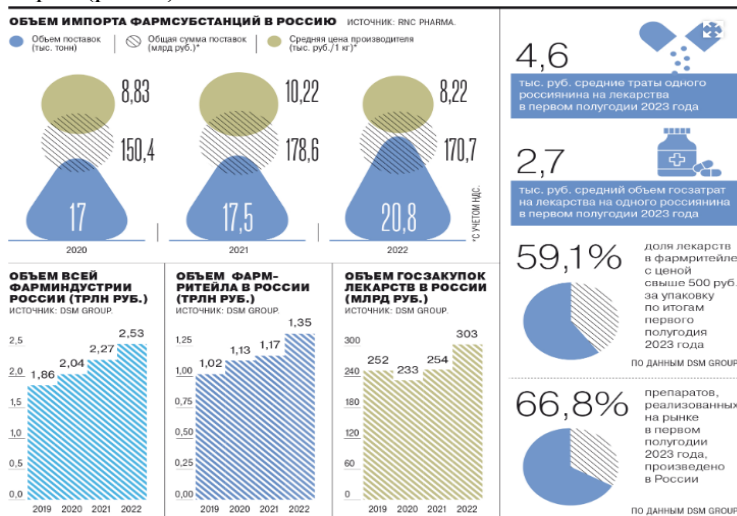 ОБЪЕМ ИМПОРТА ФАРМСУБСТАНЦИЙ В РОССИЮ ИСТОЧНИК: RNC PHARMA.
Объем поставок
(тыс. тонн)
Общая сумма поставок
(млрд руб.)*
Средняя цена производителя
(тыс. руб./1 кг)*
8,83
150,4
17
2020
10,22
178,6
17,5
2021
8,22
170,7
20,8
2022
*С УЧЕТОМ НДС.
ОБЪЕМ ВСЕЙ
ФАРМИНДУСТРИИ
РОССИИ (ТРЛН РУБ.)
ИСТОЧНИК: DSM GROUP.
2,5
2,0
1,5
1,0
0,5
0,0
1,86
2,04
2,27
2,53
2019 2020 2021 2022
ОБЪЕМ ФАРМ-
РИТЕЙЛА В РОССИИ
(ТРЛН РУБ.)
ИСТОЧНИК: DSM GROUP.
1,25
1,00
0,75
0,50
0,25
0,00
1,02
1,13
1,17
1,35
2019 2020 2021 2022
ОБЪЕМ ГОСЗАКУПОК
ЛЕКАРСТВ В РОССИИ
(МЛРД РУБ.)
ИСТОЧНИК: DSM GROUP.
300
240
180
120
60
0
252
233
254
303
2019 2020 2021 2022
4,6
тыс. руб. средние траты одного
россиянина на лекарства
в первом полугодии 2023 года
2,7
тыс. руб. средний объем госзатрат
на лекарства на одного россиянина
в первом полугодии 2023 года
59,1%
доля лекарств
в фармритейле
с ценой
свыше 500 руб.
за упаковку
по итогам
первого
полугодия
2023 года
ПО ДАННЫМ DSM GROUP
66,8%
препаратов,
реализованных
на рынке
в первом
полугодии
2023 года,
произведено
в России
ПО ДАННЫМ DSM GROUP